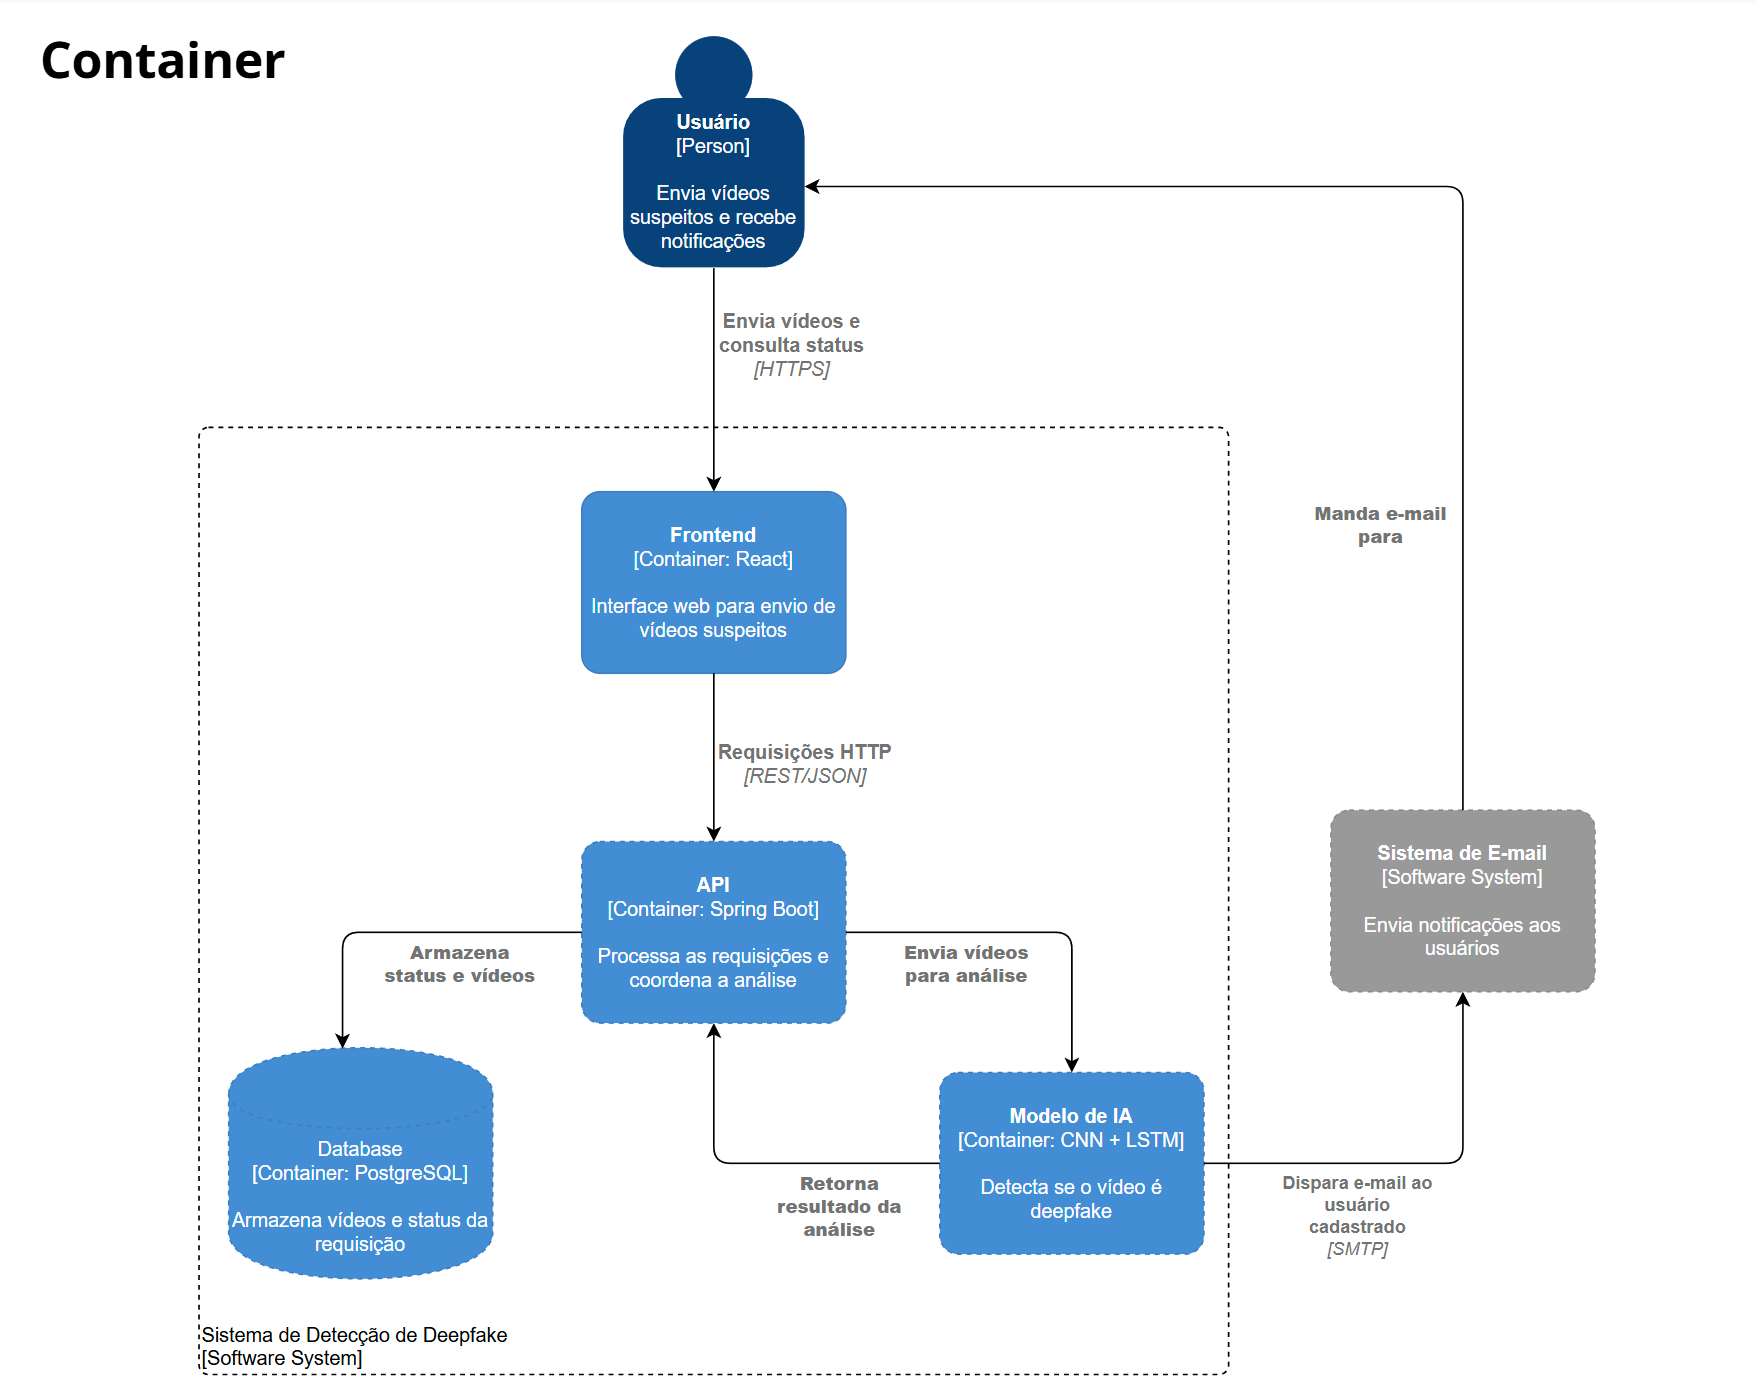 Container
Usuário
[Person]
Envia vídeos
suspeitos e recebe
notificações
Envia vídeos e
consulta status
[HTTPS]
Manda e-mail
para
Frontend
[Container: React]
Interface web para envio de
vídeos suspeitos
Requisições HTTP
[REST/JSON]
Sistema de E-mail
[Software System]
Envia notificações aos
usuários
API
[Container: Spring Boot]
Processa as requisições e
coordena a análise
Armazena
status e vídeos
Envia vídeos
para análise
Database
[Container: PostgreSQL]
Armazena vídeos e status da
requisição
Modelo de IA
[Container: CNN + LSTM]
Detecta se o vídeo é
deepfake
Retorna
resultado da
análise
Dispara e-mail ao
usuário
cadastrado
[SMTP]
Sistema de Detecção de Deepfake
[Software System]